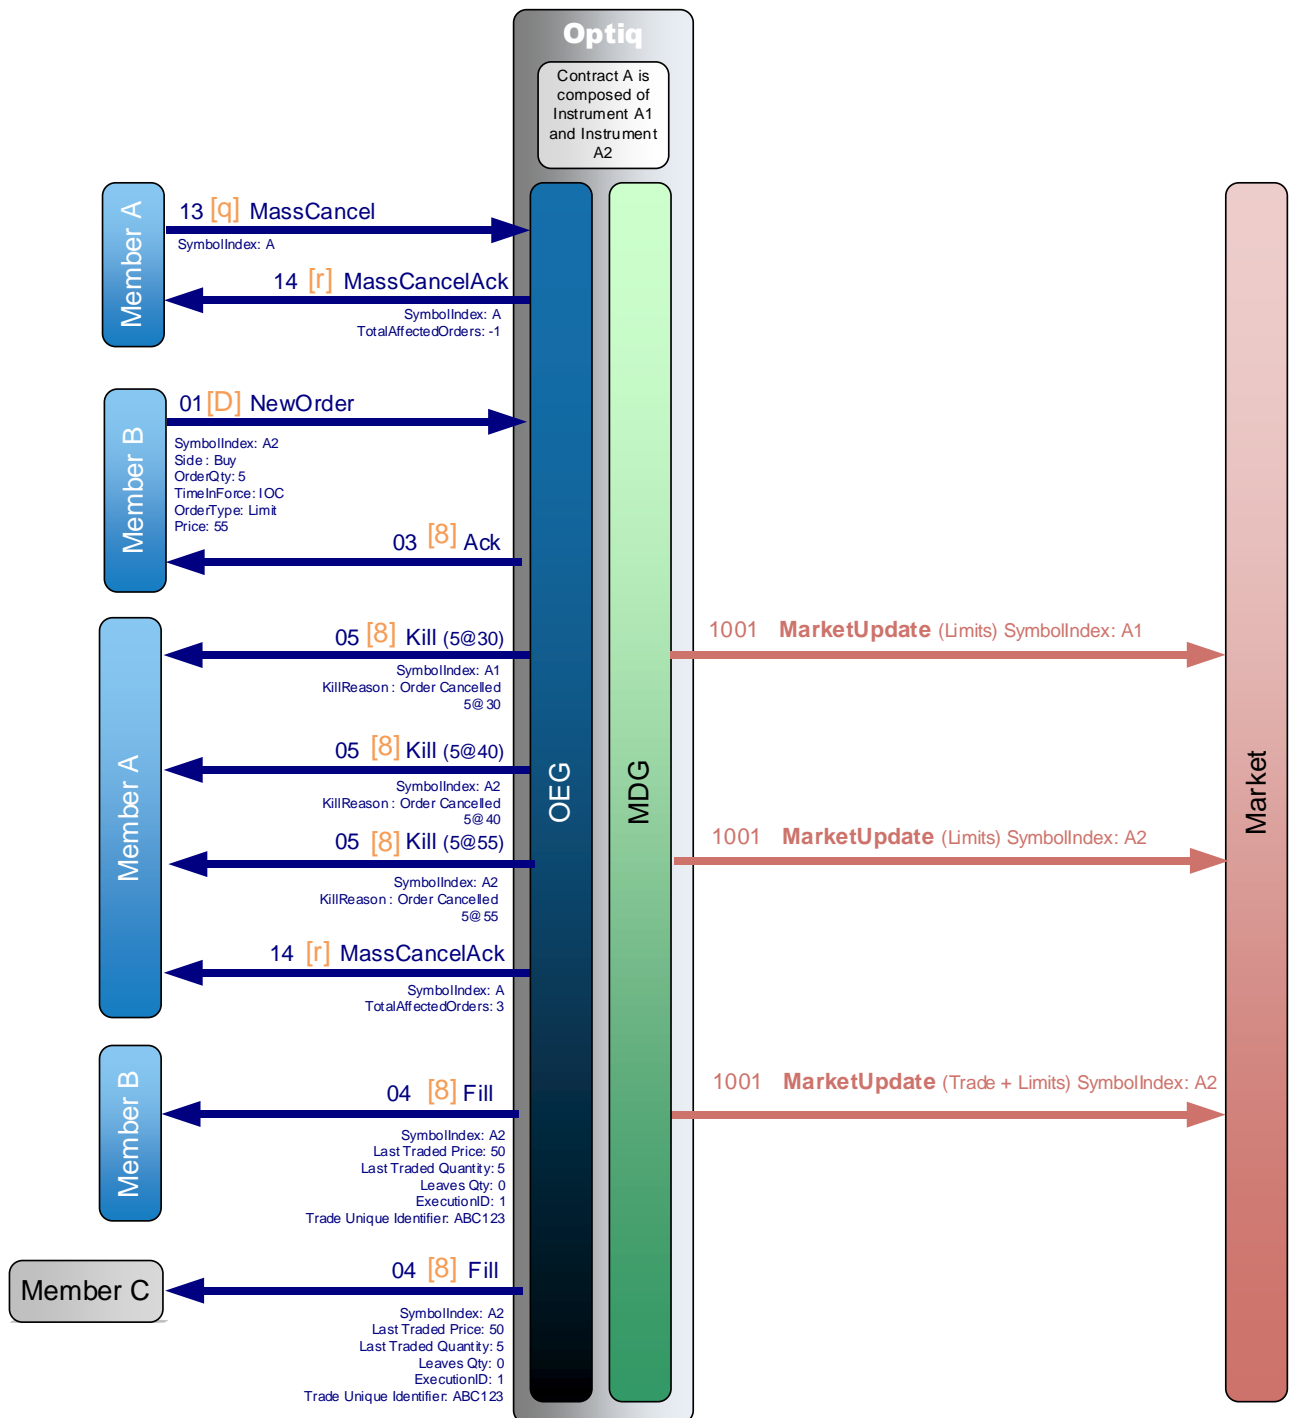 Optiq
Contract A is
composed of
Instrument A1
and Instrument
A2
Member A
13 [q] MassCancel
SymbolIndex: A
14 [r] MassCancelAck
SymbolIndex: A
TotalAffectedOrders: -1
Member B
01 [D] NewOrder
SymbolIndex: A2
Side : Buy
OrderQty: 5
TimeInForce: IOC
OrderType: Limit
Price: 55
03 [8] Ack
Member A
05 [8] Kill (5@30)
SymbolIndex: A1
KillReason : Order Cancelled
5@30
1001 MarketUpdate (Limits) SymbolIndex: A1
05 [8] Kill (5@40)
SymbolIndex: A2
KillReason : Order Cancelled
5@40
05 [8] Kill (5@55)
SymbolIndex: A2
KillReason : Order Cancelled
5@55
1001 MarketUpdate (Limits) SymbolIndex: A2
OEG
MDG
Market
14 [r] MassCancelAck
SymbolIndex: A
TotalAffectedOrders: 3
Member B
04 [8] Fill
SymbolIndex: A2
Last Traded Price: 50
Last Traded Quantity: 5
Leaves Qty: 0
ExecutionID: 1
Trade Unique Identifier: ABC123
1001 MarketUpdate (Trade + Limits) SymbolIndex: A2
Member C
04 [8] Fill
SymbolIndex: A2
Last Traded Price: 50
Last Traded Quantity: 5
Leaves Qty: 0
ExecutionID: 1
Trade Unique Identifier: ABC123